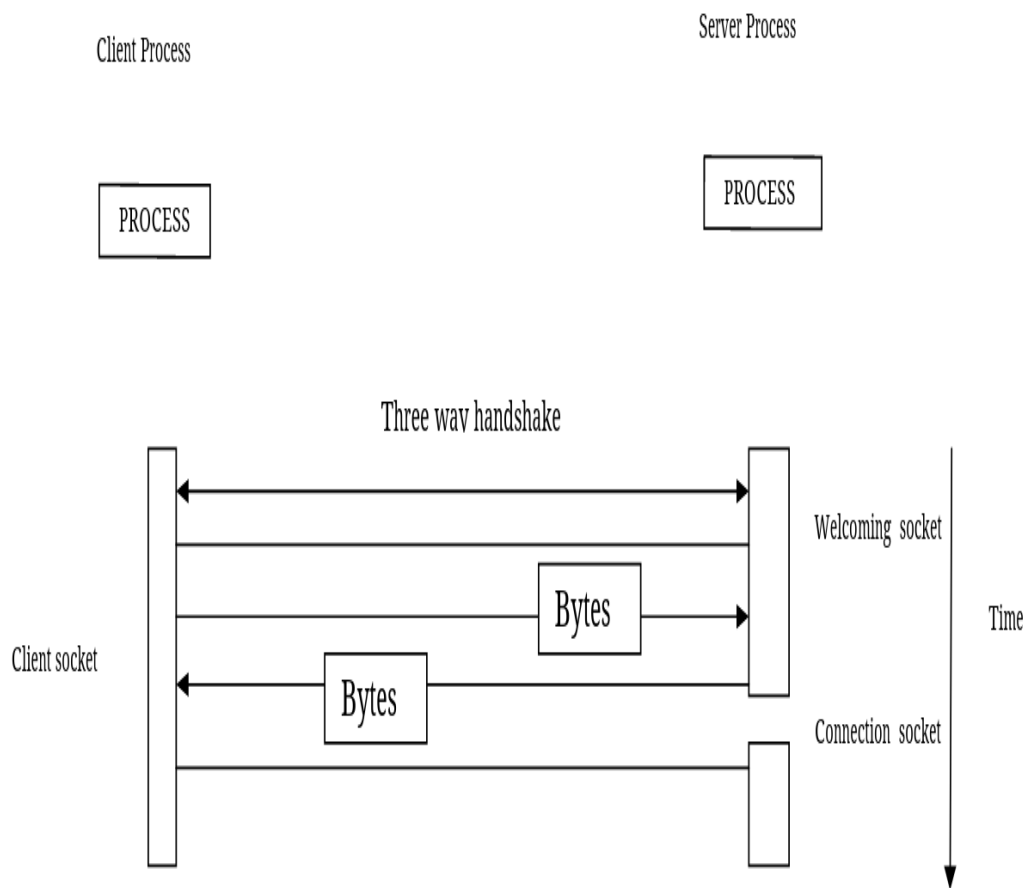 Server Process
Client Process
PROCESS
PROCESS
Three way handshake
Welcoming socket
Bytes
Time
Client socket
Bytes
Connection socket